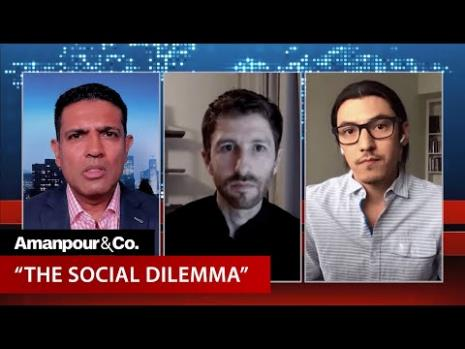 Amanpour&Co.
“THE SOCIAL DILEMMA”